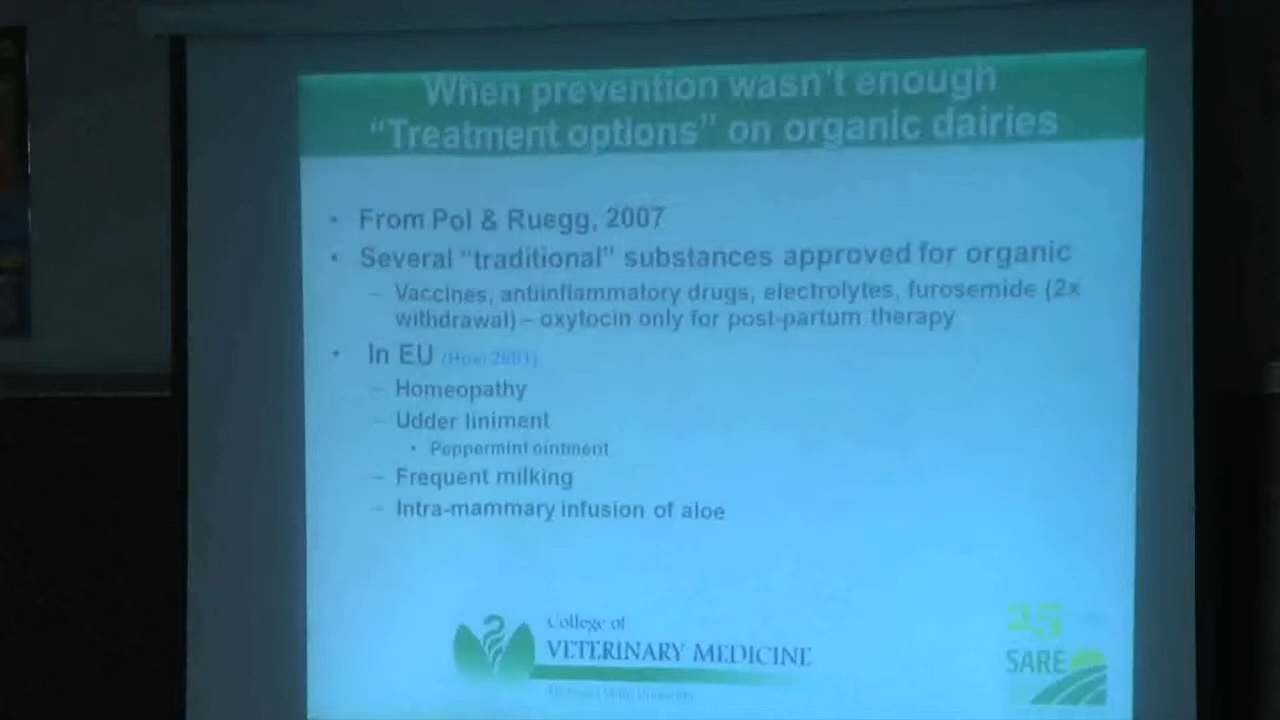 When prevention wasn't enough
"Treatment options" on organic dairies
• From Pol & Ruegg, 2007
• Several "traditional" substances approved for organic
– Vaccines, antiinflammatory drugs, electrolytes, furosemide (2x
withdrawal) – oxytocin only for post-partum therapy
• In EU
– Homeopathy
– Udder liniment
• Peppermint ointment
– Frequent milking
– Intra-mammary infusion of aloe
College of
VETERINARY MEDICINE
25
SARE